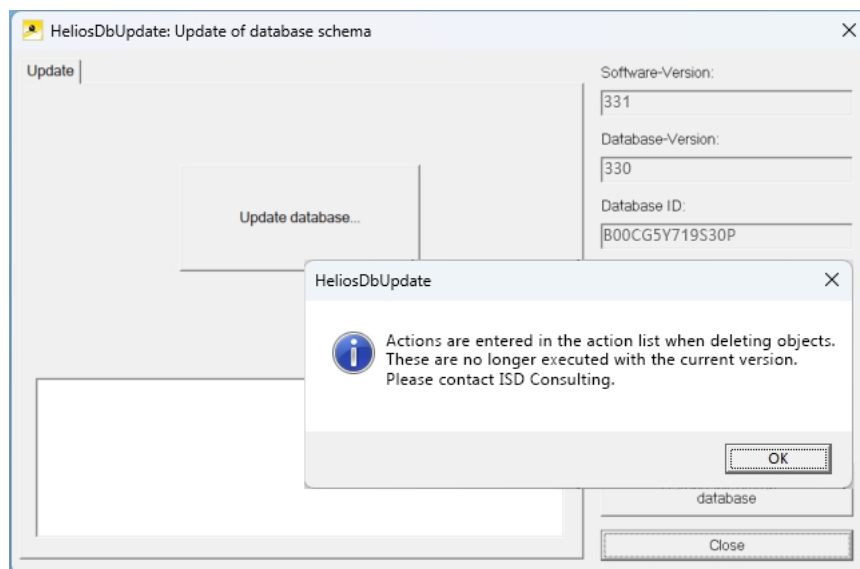 HeliosDbUpdate: Update of database schema
Update
Update database...
Software-Version:
331
Database-Version:
330
Database ID:
B00CG5Y719S30P
HeliosDbUpdate
Actions are entered in the action list when deleting objects.
These are no longer executed with the current version.
Please contact ISD Consulting.
OK
database
Close